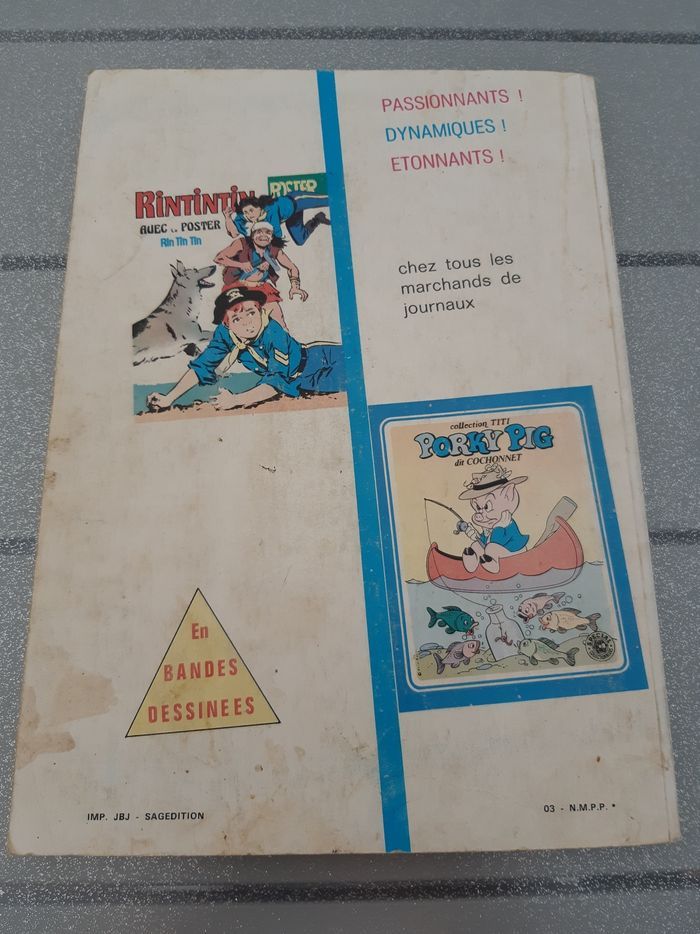 PASSIONNANTS !
DYNAMIQUES !
ETONNANTS !
RINTINTIN
POSTER
AVEC LE POSTER
Rin Tin Tin
chez tous les
marchands de
journaux
collection TITI
PORKY PIG
dit COCHONNET
En
BANDES
DESSINEES
IMP. JBJ - SAGEDITION
03 - N.M.P.P. *